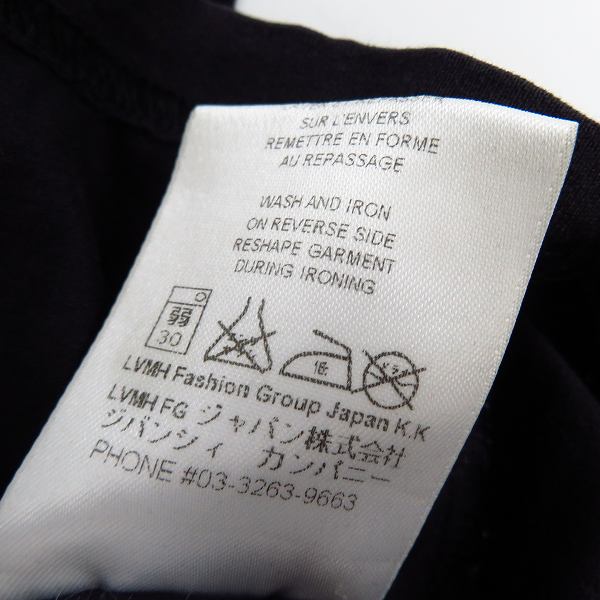 SUR L'ENVERS
REMETTRE EN FORME
AU REPASSAGE
WASH AND IRON
ON REVERSE SIDE
RESHAPE GARMENT
DURING IRONING
弱
30
低
LVMH Fashion Group Japan K.K
LVMH FG ジャパン株式会社
ジバンシィ カンパニー
PHONE #03-3263-9663